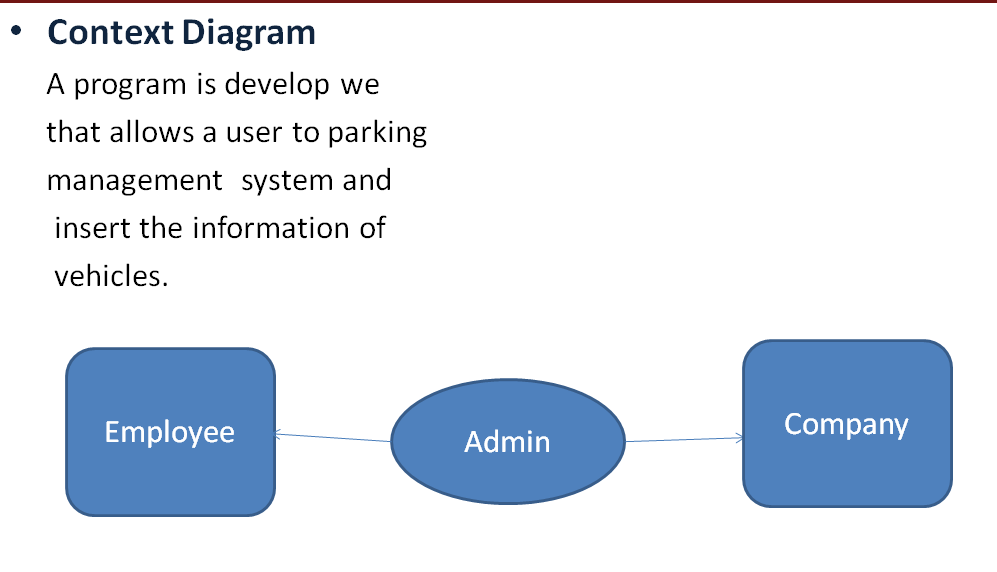 • Context Diagram
A program is develop we
that allows a user to parking
management system and
insert the information of
vehicles.
Employee
Admin
Company